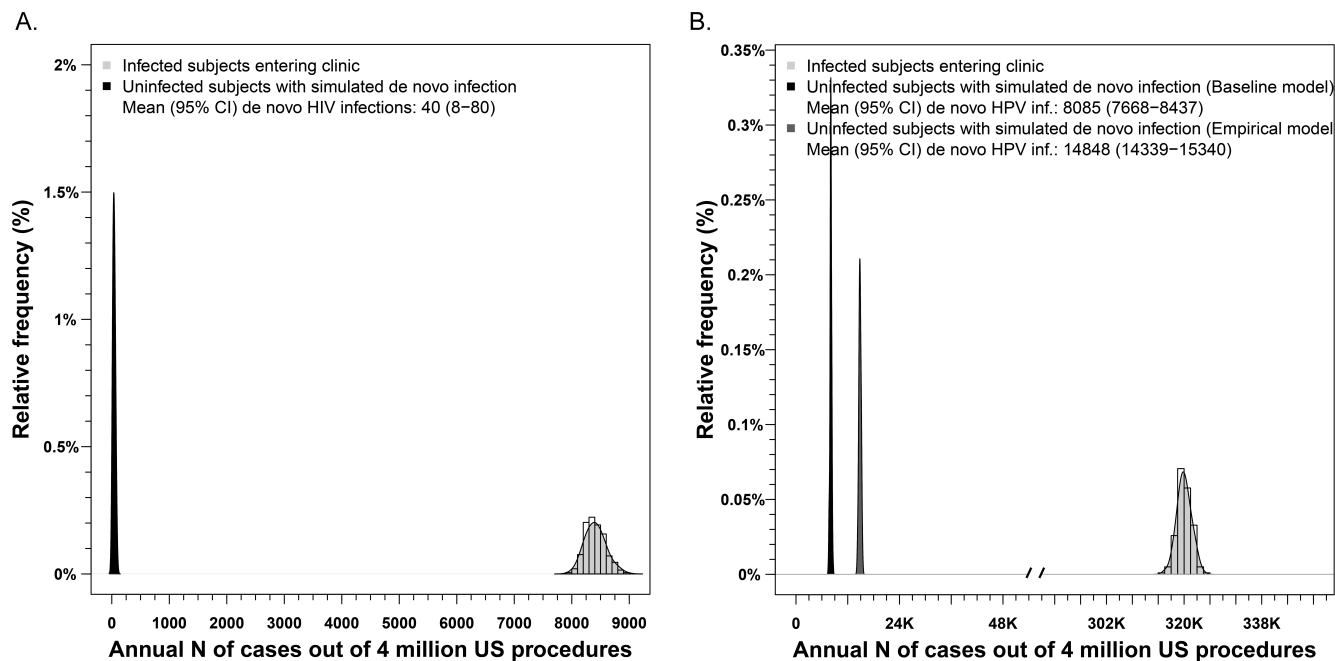 A.
2%
1.5%
1%
0.5%
0%
Relative frequency (%)
Infected subjects entering clinic
Uninfected subjects with simulated de novo infection
Mean (95% CI) de novo HIV infections: 40 (8−80)
0 1000 2000 3000 4000 5000 6000 7000 8000 9000
Annual N of cases out of 4 million US procedures
B.
0.35%
0.3%
0.25%
0.2%
0.15%
0.1%
0.05%
0%
Relative frequency (%)
Infected subjects entering clinic
Uninfected subjects with simulated de novo infection (Baseline model)
Mean (95% CI) de novo HPV inf.: 8085 (7668−8437)
Uninfected subjects with simulated de novo infection (Empirical model
Mean (95% CI) de novo HPV inf.: 14848 (14339−15340)
0 24K 48K 302K 320K 338K
Annual N of cases out of 4 million US procedures